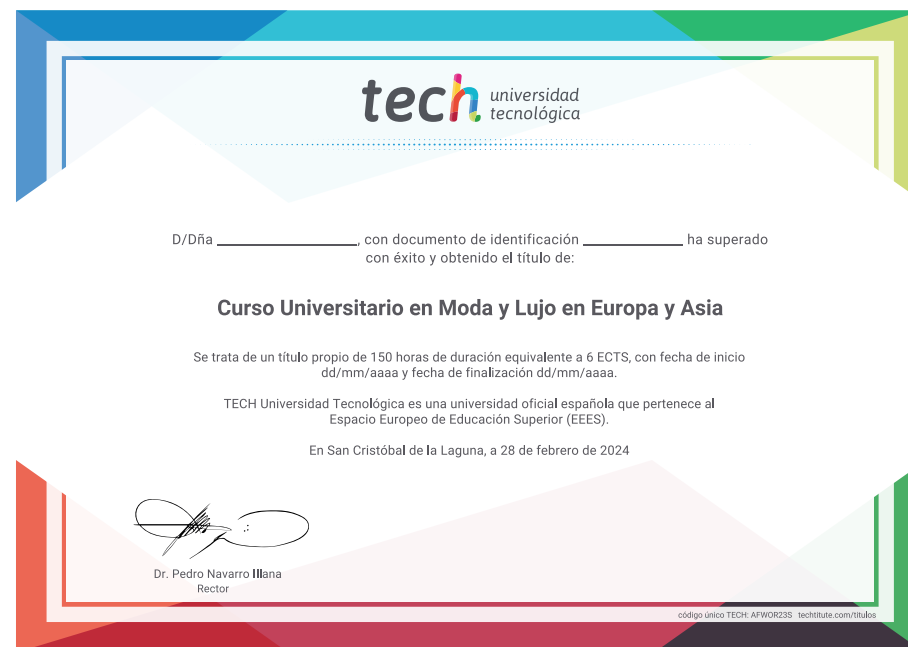 tech universidad
tecnológica
D/Dña ____________________, con documento de identificación ______________ ha superado
con éxito y obtenido el título de:
Curso Universitario en Moda y Lujo en Europa y Asia
Se trata de un título propio de 150 horas de duración equivalente a 6 ECTS, con fecha de inicio
dd/mm/aaaa y fecha de finalización dd/mm/aaaa.
TECH Universidad Tecnológica es una universidad oficial española que pertenece al
Espacio Europeo de Educación Superior (EEES).
En San Cristóbal de la Laguna, a 28 de febrero de 2024
Dr. Pedro Navarro Illana
Rector
código único TECH: AFWOR23S techtitute.com/titulos